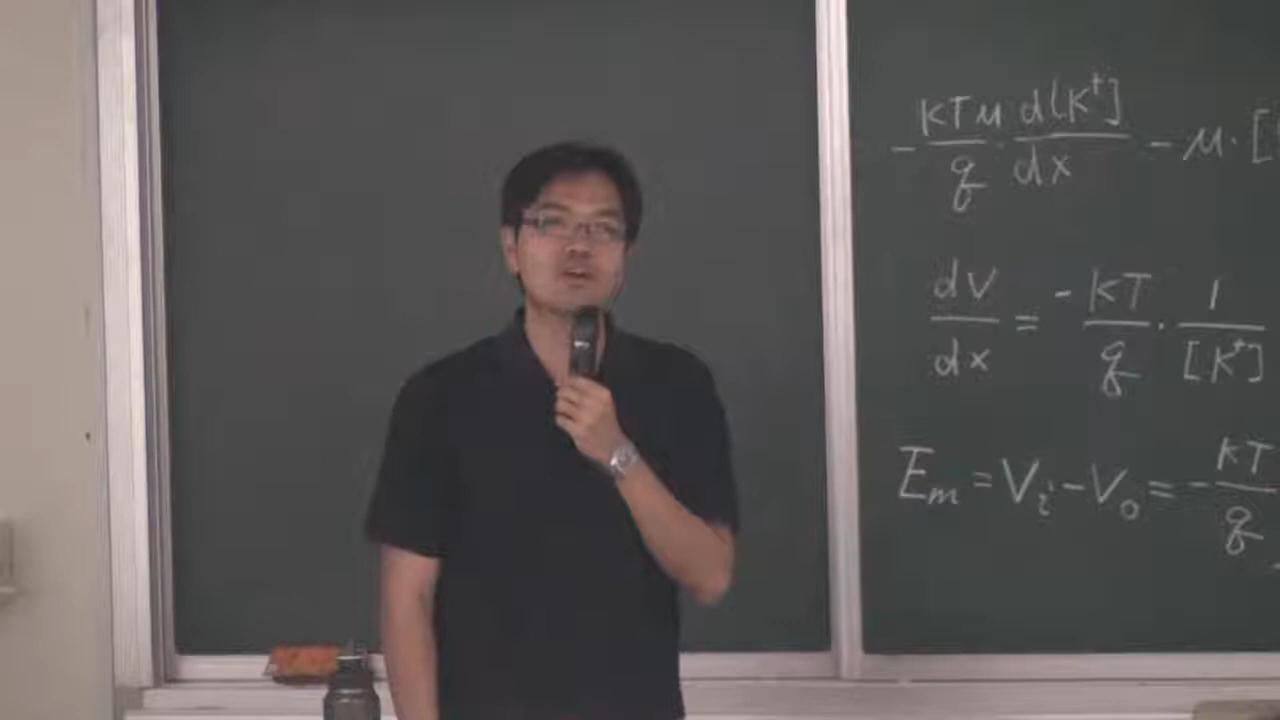 - KTμ/q · d[K⁺]/dx - μ · [
dV/dx = - KT/q · 1/[K⁺]
Em = Vi - Vo = - KT/q